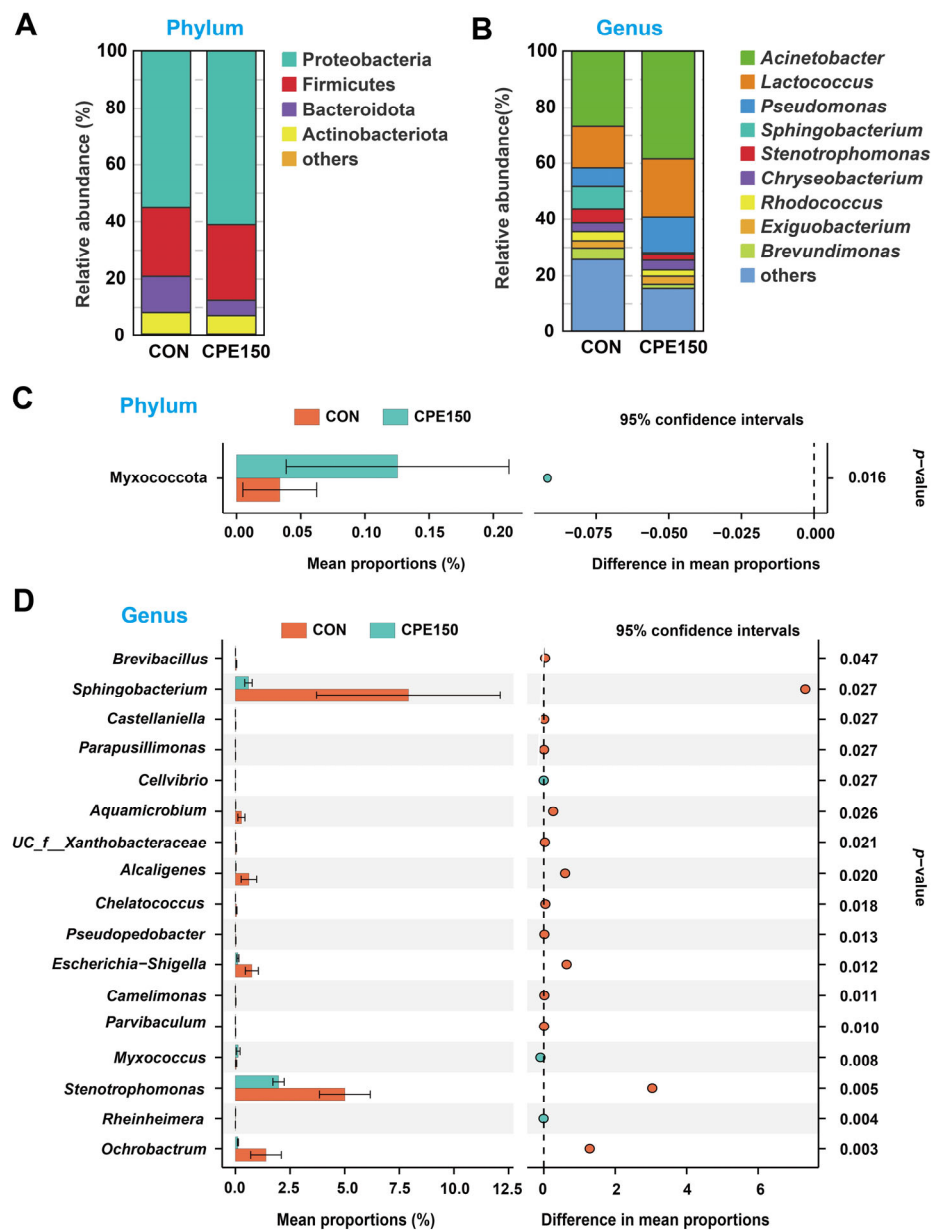 A
Phylum
Relative abundance (%)
100
80
60
40
20
0
CON
CPE150
Proteobacteria
Firmicutes
Bacteroidota
Actinobacteriota
others
B
Genus
Relative abundance(%)
100
80
60
40
20
0
CON
CPE150
Acinetobacter
Lactococcus
Pseudomonas
Sphingobacterium
Stenotrophomonas
Chryseobacterium
Rhodococcus
Exiguobacterium
Brevundimonas
others
C
Phylum
CON
CPE150
95% confidence intervals
Myxococcota
0.016
p-value
0.00 0.05 0.10 0.15 0.20
−0.075 −0.050 −0.025 0.000
Mean proportions (%)
Difference in mean proportions
D
Genus
CON
CPE150
95% confidence intervals
Brevibacillus 0.047
Sphingobacterium 0.027
Castellaniella 0.027
Parapusillimonas 0.027
Cellvibrio 0.027
Aquamicrobium 0.026
UC_f__Xanthobacteraceae 0.021
Alcaligenes 0.020
Chelatococcus 0.018
Pseudopedobacter 0.013
Escherichia−Shigella 0.012
Camelimonas 0.011
Parvibaculum 0.010
Myxococcus 0.008
Stenotrophomonas 0.005
Rheinheimera 0.004
Ochrobactrum 0.003
p−value
0.0 2.5 5.0 7.5 10.0 12.5
0 2 4 6
Mean proportions (%)
Difference in mean proportions